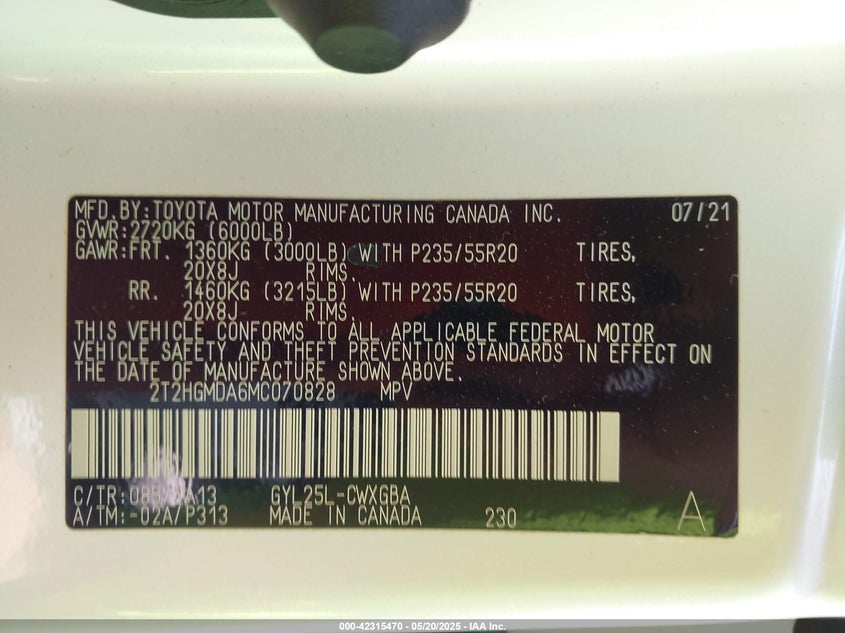 MFD.BY:TOYOTA MOTOR MANUFACTURING CANADA INC. 07/21
GVWR:2720KG (6000LB)
GAWR:FRT. 1360KG (3000LB) WITH P235/55R20 TIRES,
20X8J RIMS,
RR. 1460KG (3215LB) WITH P235/55R20 TIRES,
20X8J RIMS,
THIS VEHICLE CONFORMS TO ALL APPLICABLE FEDERAL MOTOR
VEHICLE SAFETY AND THEFT PREVENTION STANDARDS IN EFFECT ON
THE DATE OF MANUFACTURE SHOWN ABOVE.
2T2HGMDA6MC070828 MPV
C/TR: GYL25L-CWXGBA
A/TM:-02A/P313 MADE IN CANADA 230 A
000-42315470 - 05/20/2025 - IAA Inc.